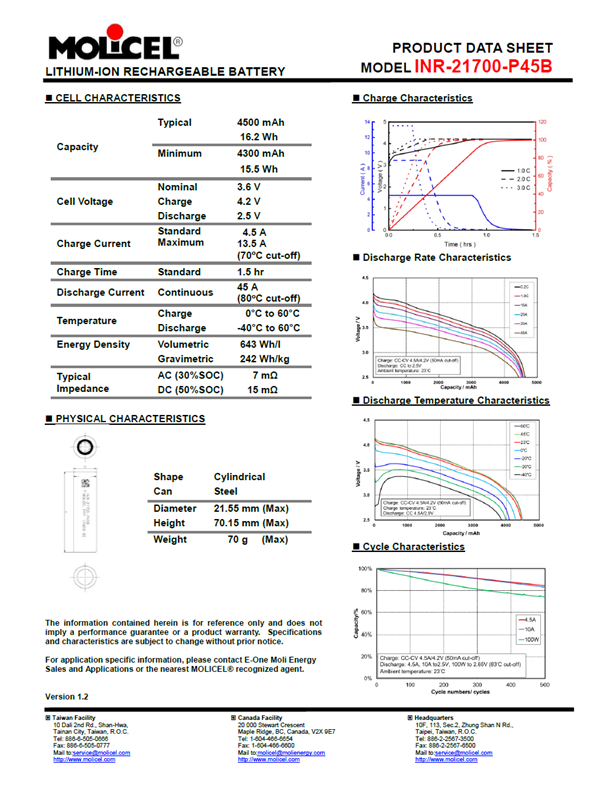 MOLICEL®
LITHIUM-ION RECHARGEABLE BATTERY
PRODUCT DATA SHEET
MODEL INR-21700-P45B
CELL CHARACTERISTICS
Capacity
Typical 4500 mAh
16.2 Wh
Minimum 4300 mAh
15.5 Wh
Cell Voltage
Nominal 3.6 V
Charge 4.2 V
Discharge 2.5 V
Charge Current
Standard 4.5 A
Maximum 13.5 A
(70ºC cut-off)
Charge Time Standard 1.5 hr
Discharge Current Continuous 45 A
(80ºC cut-off)
Temperature
Charge 0°C to 60°C
Discharge -40°C to 60°C
Energy Density Volumetric 643 Wh/l
Gravimetric 242 Wh/kg
Typical Impedance
AC (30%SOC) 7 mΩ
DC (50%SOC) 15 mΩ
PHYSICAL CHARACTERISTICS
Shape Cylindrical
Can Steel
Diameter 21.55 mm (Max)
Height 70.15 mm (Max)
Weight 70 g (Max)
The information contained herein is for reference only and does not
imply a performance guarantee or a product warranty. Specifications
and characteristics are subject to change without prior notice.
For application specific information, please contact E-One Moli Energy
Sales and Applications or the nearest MOLICEL® recognized agent.
Version 1.2
Charge Characteristics
Current ( A )
14
12
10
8
6
4
2
0
Voltage ( V )
5
4
3
2
1
0
Capacity ( % )
120
100
80
60
40
20
0
1.0 C
2.0 C
3.0 C
0.0 0.5 1.0 1.5
Time ( hrs )
Discharge Rate Characteristics
Voltage / V
4.5
4.0
3.5
3.0
2.5
0.2C
1.0C
10A
20A
30A
45A
Charge: CC-CV 4.5A/4.2V (50mA cut-off)
Discharge: CC to 2.5V
Ambient temperature: 23°C
0 1000 2000 3000 4000 5000
Capacity / mAh
Discharge Temperature Characteristics
Voltage / V
4.5
4.0
3.5
3.0
2.5
60°C
45°C
23°C
0°C
-20°C
-30°C
-40°C
Charge: CC-CV 4.5A/4.2V (50mA cut-off)
Charge temperature: 23°C
Discharge: CC 4.5A/2.5V
0 1000 2000 3000 4000 5000
Capacity / mAh
Cycle Characteristics
Capacity/%
100%
80%
60%
40%
20%
0%
4.5A
10A
100W
Charge: CC-CV 4.5A/4.2V (50mA cut-off)
Discharge: 4.5A, 10A to2.5V, 100W to 2.65V (83°C cut-off)
Ambient temperature: 23°C
0 100 200 300 400 500
Cycle numbers/ cycles
Taiwan Facility
10 Dali 2nd Rd., Shan-Hwa,
Tainan City, Taiwan, R.O.C.
Tel: 886-6-505-0666
Fax: 886-6-505-0777
Mail to:service@molicel.com
http://www.molicel.com
Canada Facility
20 000 Stewart Crescent
Maple Ridge, BC, Canada, V2X 9E7
Tel: 1-604-466-6654
Fax: 1-604-466-6600
Mail to:molicel@molienergy.com
http://www.molicel.com
Headquarters
10F, 113, Sec.2, Zhung Shan N Rd.,
Taipei, Taiwan, R.O.C.
Tel: 886-2-2567-3500
Fax: 886-2-2567-6500
Mail to:service@molicel.com
http://www.molicel.com